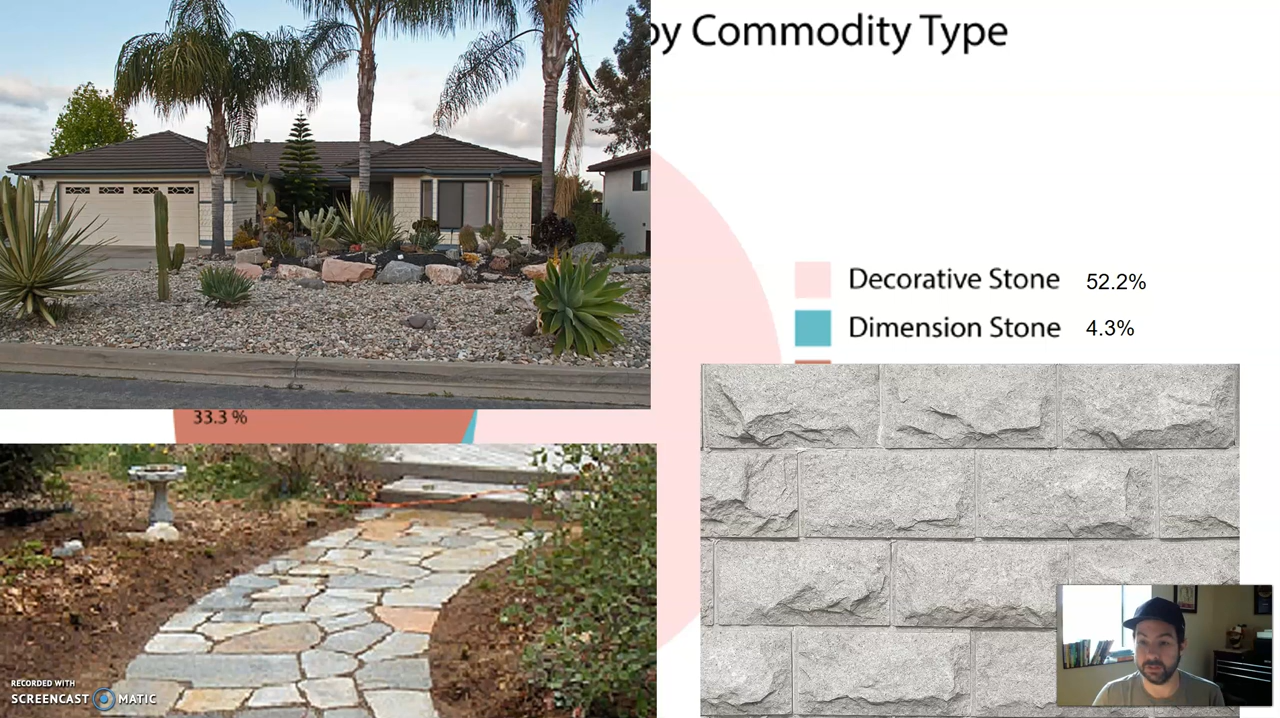 by Commodity Type
Decorative Stone 52.2%
Dimension Stone 4.3%
33.3 %
RECORDED WITH
SCREENCAST MATIC